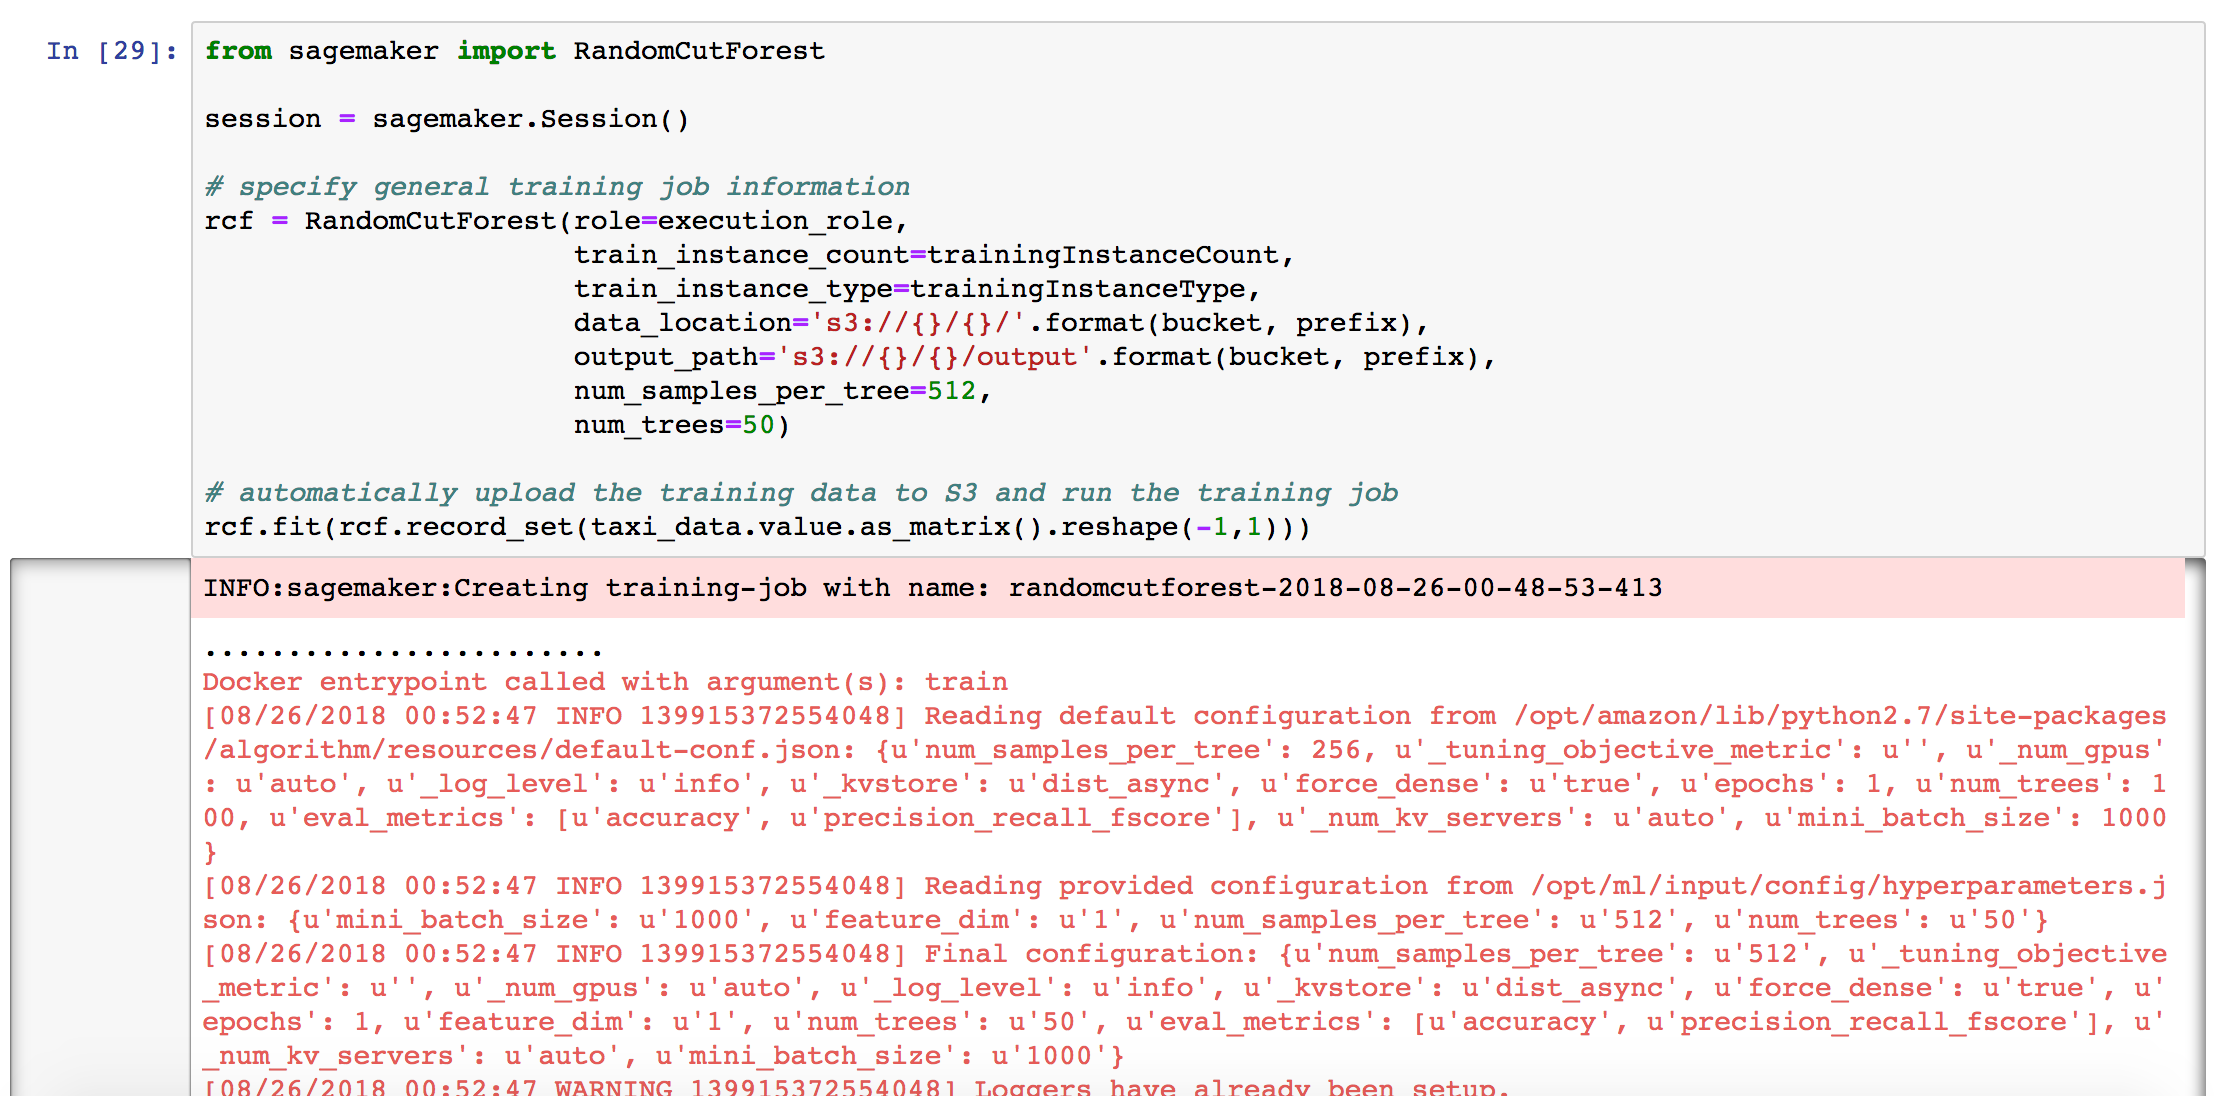 In [29]: from sagemaker import RandomCutForest
session = sagemaker.Session()
# specify general training job information
rcf = RandomCutForest(role=execution_role,
train_instance_count=trainingInstanceCount,
train_instance_type=trainingInstanceType,
data_location='s3://{}/{}/'.format(bucket, prefix),
output_path='s3://{}/{}/output'.format(bucket, prefix),
num_samples_per_tree=512,
num_trees=50)
# automatically upload the training data to S3 and run the training job
rcf.fit(rcf.record_set(taxi_data.value.as_matrix().reshape(-1,1)))
INFO:sagemaker:Creating training-job with name: randomcutforest-2018-08-26-00-48-53-413
........................
Docker entrypoint called with argument(s): train
[08/26/2018 00:52:47 INFO 139915372554048] Reading default configuration from /opt/amazon/lib/python2.7/site-packages
/algorithm/resources/default-conf.json: {u'num_samples_per_tree': 256, u'_tuning_objective_metric': u'', u'_num_gpus'
: u'auto', u'_log_level': u'info', u'_kvstore': u'dist_async', u'force_dense': u'true', u'epochs': 1, u'num_trees': 1
00, u'eval_metrics': [u'accuracy', u'precision_recall_fscore'], u'_num_kv_servers': u'auto', u'mini_batch_size': 1000
}
[08/26/2018 00:52:47 INFO 139915372554048] Reading provided configuration from /opt/ml/input/config/hyperparameters.j
son: {u'mini_batch_size': u'1000', u'feature_dim': u'1', u'num_samples_per_tree': u'512', u'num_trees': u'50'}
[08/26/2018 00:52:47 INFO 139915372554048] Final configuration: {u'num_samples_per_tree': u'512', u'_tuning_objective
_metric': u'', u'_num_gpus': u'auto', u'_log_level': u'info', u'_kvstore': u'dist_async', u'force_dense': u'true', u'
epochs': 1, u'feature_dim': u'1', u'num_trees': u'50', u'eval_metrics': [u'accuracy', u'precision_recall_fscore'], u'
_num_kv_servers': u'auto', u'mini_batch_size': u'1000'}
[08/26/2018 00:52:47 WARNING 139915372554048] Loggers have already been setup.